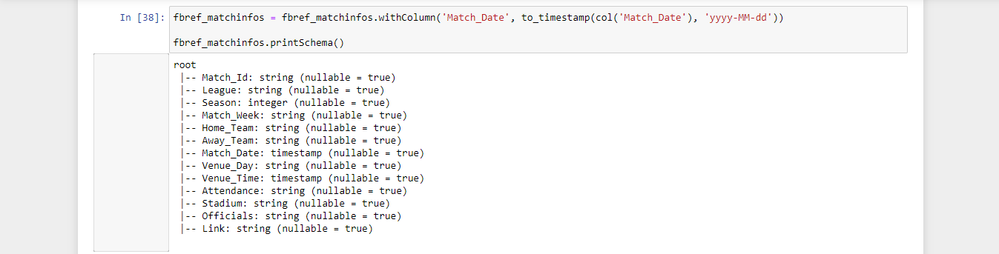 In [38]: fbref_matchinfos = fbref_matchinfos.withColumn('Match_Date', to_timestamp(col('Match_Date'), 'yyyy-MM-dd'))
fbref_matchinfos.printSchema()
root
 |-- Match_Id: string (nullable = true)
 |-- League: string (nullable = true)
 |-- Season: integer (nullable = true)
 |-- Match_Week: string (nullable = true)
 |-- Home_Team: string (nullable = true)
 |-- Away_Team: string (nullable = true)
 |-- Match_Date: timestamp (nullable = true)
 |-- Venue_Day: string (nullable = true)
 |-- Venue_Time: timestamp (nullable = true)
 |-- Attendance: string (nullable = true)
 |-- Stadium: string (nullable = true)
 |-- Officials: string (nullable = true)
 |-- Link: string (nullable = true)